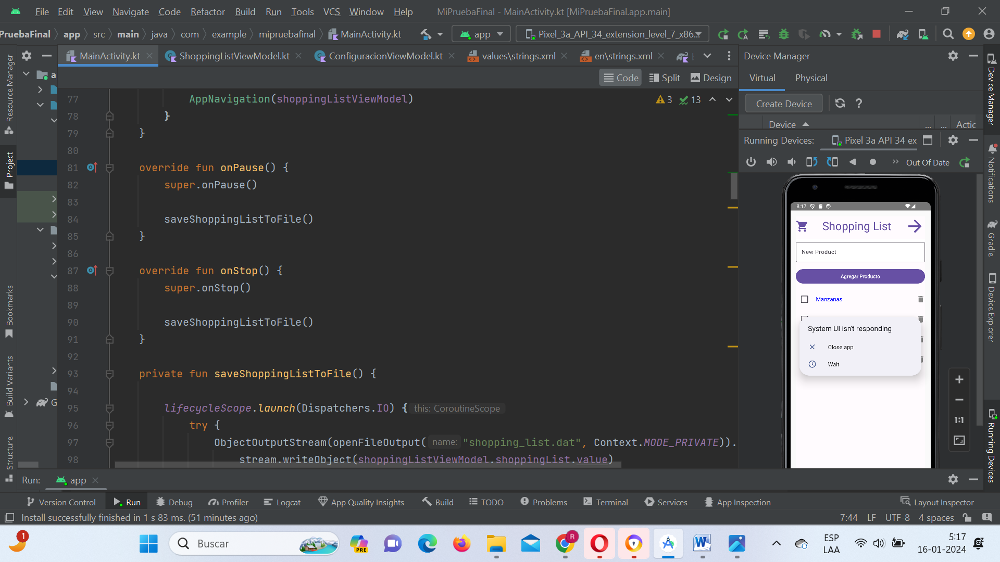 File Edit View Navigate Code Refactor Build Run Tools VCS Window Help MiPruebaFinal - MainActivity.kt [MiPruebaFinal.app.main]
PruebaFinal app src main java com example mipruebafinal MainActivity.kt app Pixel_3a_API_34_extension_level_7_x86...
MainActivity.kt ShoppingListViewModel.kt ConfiguracionViewModel.kt values\strings.xml en\strings.xml
Code Split Design
77 AppNavigation(shoppingListViewModel)
3 13
78 }
79 }
80
81 override fun onPause() {
82 super.onPause()
83
84 saveShoppingListToFile()
85 }
86
87 override fun onStop() {
88 super.onStop()
89
90 saveShoppingListToFile()
91 }
92
93 private fun saveShoppingListToFile() {
94
95 lifecycleScope.launch(Dispatchers.IO) { this: CoroutineScope
96 try {
97 ObjectOutputStream(openFileOutput( name: "shopping_list.dat", Context.MODE_PRIVATE)).
98 stream.writeObject(shoppingListViewModel.shoppingList.value)
Resource Manager
Project
Bookmarks
Build Variants
Structure
a
G
Device Manager
Virtual Physical
Create Device
?
Device ... ... Actic
Running Devices: Pixel 3a API 34 ex
Out Of Date
8:17
Shopping List
New Product
Agregar Producto
Manzanas
System UI isn't responding
Close app
Wait
1:1
Device Manager
Notifications
Gradle
Device Explorer
Running Devices
Run: app
Version Control Run Debug Profiler Logcat App Quality Insights Build TODO Problems Terminal Services App Inspection Layout Inspector
Install successfully finished in 1 s 83 ms. (51 minutes ago) 7:44 LF UTF-8 4 spaces
1
Buscar
PRE
R
ESP
LAA
5:17
16-01-2024